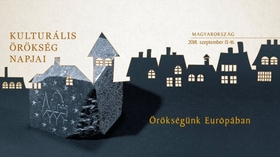 KULTURÁLIS
ÖRÖKSÉG
NAPJAI
MAGYARORSZÁG
2018. szeptember 15-16.
Örökségünk Európában